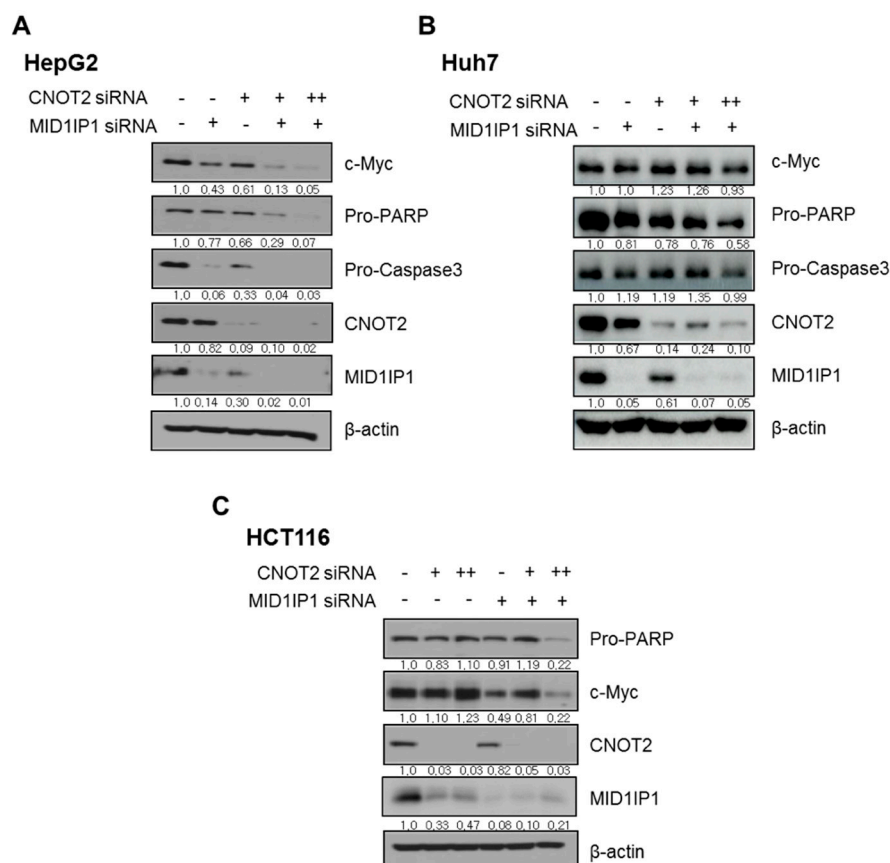 A
HepG2
CNOT2 siRNA - - + + ++
MID1IP1 siRNA - + - + +
c-Myc
1,0 0,43 0,61 0,13 0,05
Pro-PARP
1,0 0,77 0,66 0,29 0,07
Pro-Caspase3
1,0 0,06 0,33 0,04 0,03
CNOT2
1,0 0,82 0,09 0,10 0,02
MID1IP1
1,0 0,14 0,30 0,02 0,01
β-actin
B
Huh7
CNOT2 siRNA - - + + ++
MID1IP1 siRNA - + - + +
c-Myc
1,0 1,0 1,23 1,26 0,93
Pro-PARP
1,0 0,81 0,78 0,76 0,58
Pro-Caspase3
1,0 1,19 1,19 1,35 0,99
CNOT2
1,0 0,67 0,14 0,24 0,10
MID1IP1
1,0 0,05 0,61 0,07 0,05
β-actin
C
HCT116
CNOT2 siRNA - + ++ - + ++
MID1IP1 siRNA - - - + + +
Pro-PARP
1,0 0,83 1,10 0,91 1,19 0,22
c-Myc
1,0 1,10 1,23 0,49 0,81 0,22
CNOT2
1,0 0,03 0,03 0,82 0,05 0,03
MID1IP1
1,0 0,33 0,47 0,08 0,10 0,21
β-actin